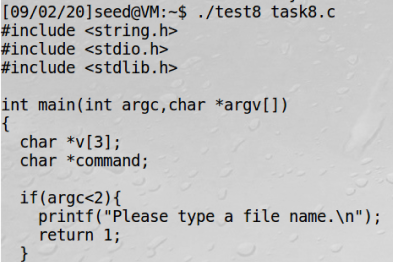 [09/02/20]seed@VM:~$ ./test8 task8.c
#include <string.h>
#include <stdio.h>
#include <stdlib.h>
int main(int argc,char *argv[])
{
char *v[3];
char *command;
if(argc<2){
printf("Please type a file name.\n");
return 1;
}